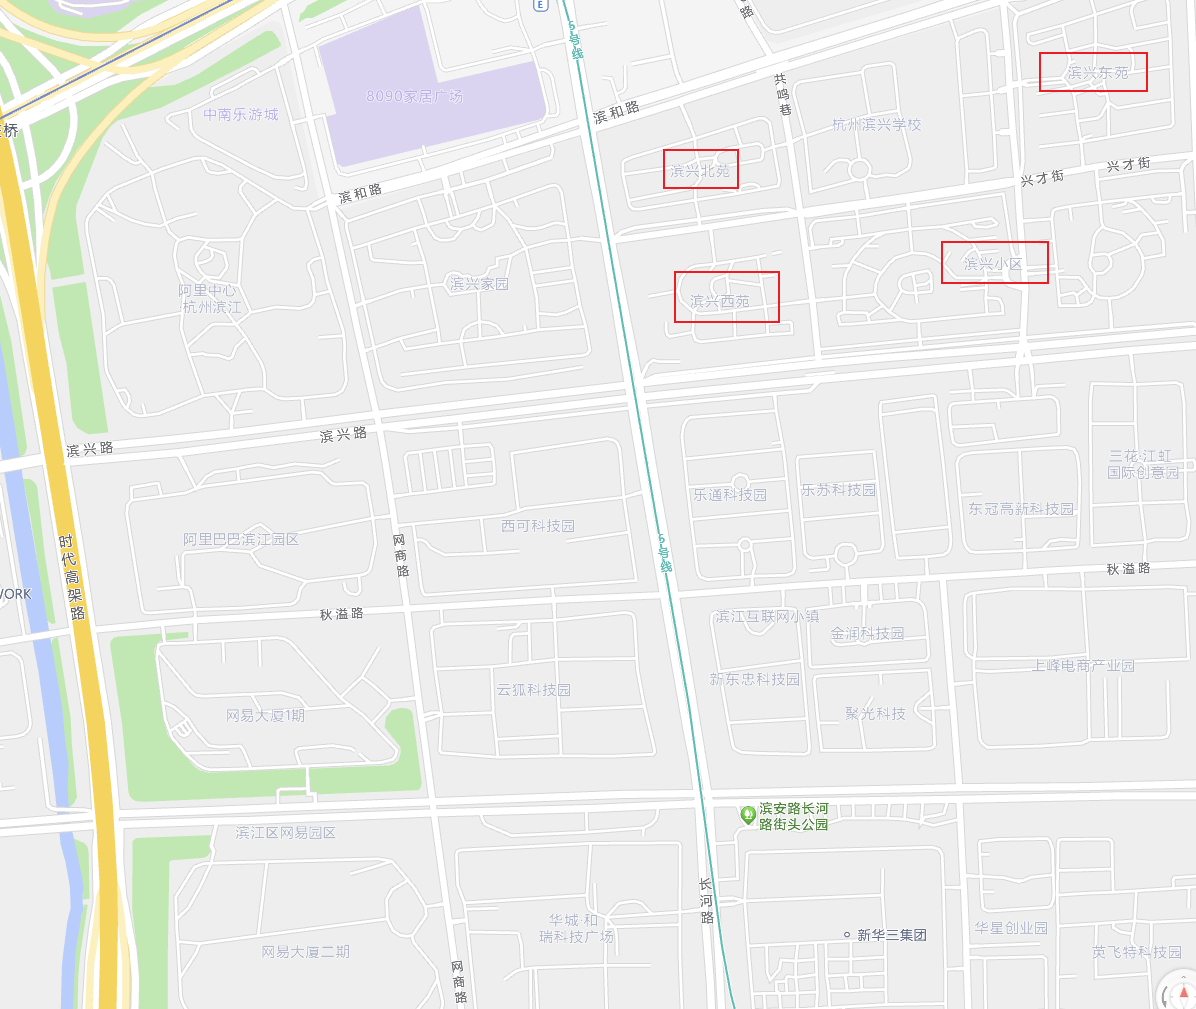 E
5号线
路
滨兴东苑
共鸣巷
8090家居广场
中南乐游城
滨和路
杭州滨兴学校
桥
滨兴北苑
兴才街
兴才街
滨和路
滨兴小区
滨兴家园
阿里中心
杭州滨江
滨兴西苑
滨兴路
滨兴路
三花·江虹
国际创意园
乐通科技园
乐苏科技园
东冠高新科技园
西可科技园
阿里巴巴滨江园区
网商路
5号线
时代高架路
秋溢路
WORK
秋溢路
滨江互联网小镇
金润科技园
上峰电商产业园
新东忠科技园
云狐科技园
网易大厦1期
聚光科技
滨安路长河
路街头公园
滨江区网易园区
长河路
华城·和
瑞科技广场
新华三集团
华星创业园
网易大厦二期
英飞特科技园
网商路